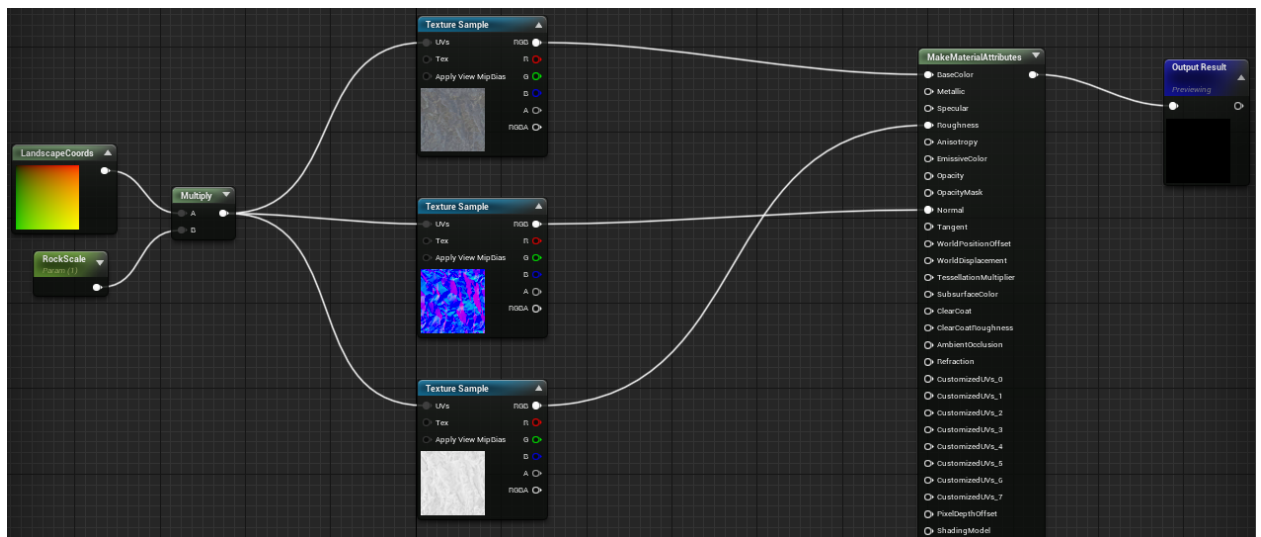 LandscapeCoords
RockScale
Param (1)
Multiply
A
B
Texture Sample
UVs
RGB
Tex
R
Apply View MipBias
G
B
A
RGBA
Texture Sample
UVs
RGB
Tex
R
Apply View MipBias
G
B
A
RGBA
Texture Sample
UVs
RGB
Tex
R
Apply View MipBias
G
B
A
RGBA
MakeMaterialAttributes
BaseColor
Metallic
Specular
Roughness
Anisotropy
EmissiveColor
Opacity
OpacityMask
Normal
Tangent
WorldPositionOffset
WorldDisplacement
TessellationMultiplier
SubsurfaceColor
ClearCoat
ClearCoatRoughness
AmbientOcclusion
Refraction
CustomizedUVs_0
CustomizedUVs_1
CustomizedUVs_2
CustomizedUVs_3
CustomizedUVs_4
CustomizedUVs_5
CustomizedUVs_6
CustomizedUVs_7
PixelDepthOffset
ShadingModel
Output Result
Previewing